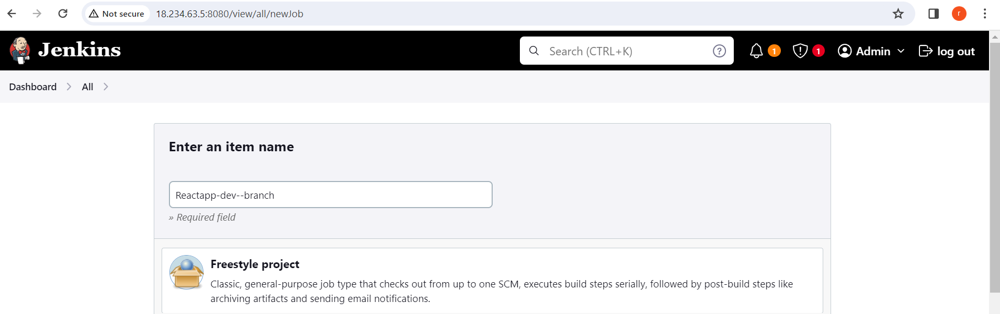 Not secure 18.234.63.5:8080/view/all/newJob r
Jenkins Search (CTRL+K) ? 1 1 Admin log out
Dashboard All
Enter an item name
Reactapp-dev--branch
» Required field
Freestyle project
Classic, general-purpose job type that checks out from up to one SCM, executes build steps serially, followed by post-build steps like
archiving artifacts and sending email notifications.